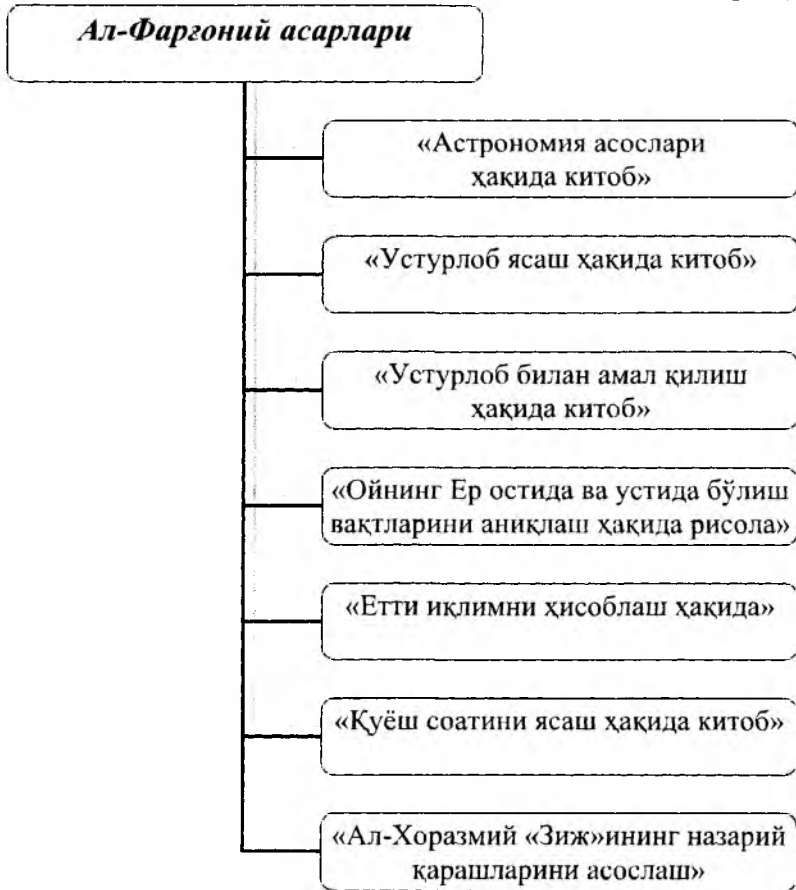 Ал-Фарғоний асарлари
«Астрономия асослари
ҳақида китоб»
«Устурлоб ясаш ҳақида китоб»
«Устурлоб билан амал қилиш
ҳақида китоб»
«Ойнинг Ер остида ва устида бўлиш
вақтларини аниқлаш ҳақида рисола»
«Етти иқлимни ҳисоблаш ҳақида»
«Қуёш соатини ясаш ҳақида китоб»
«Ал-Хоразмий «Зиж»ининг назарий
қарашларини асослаш»